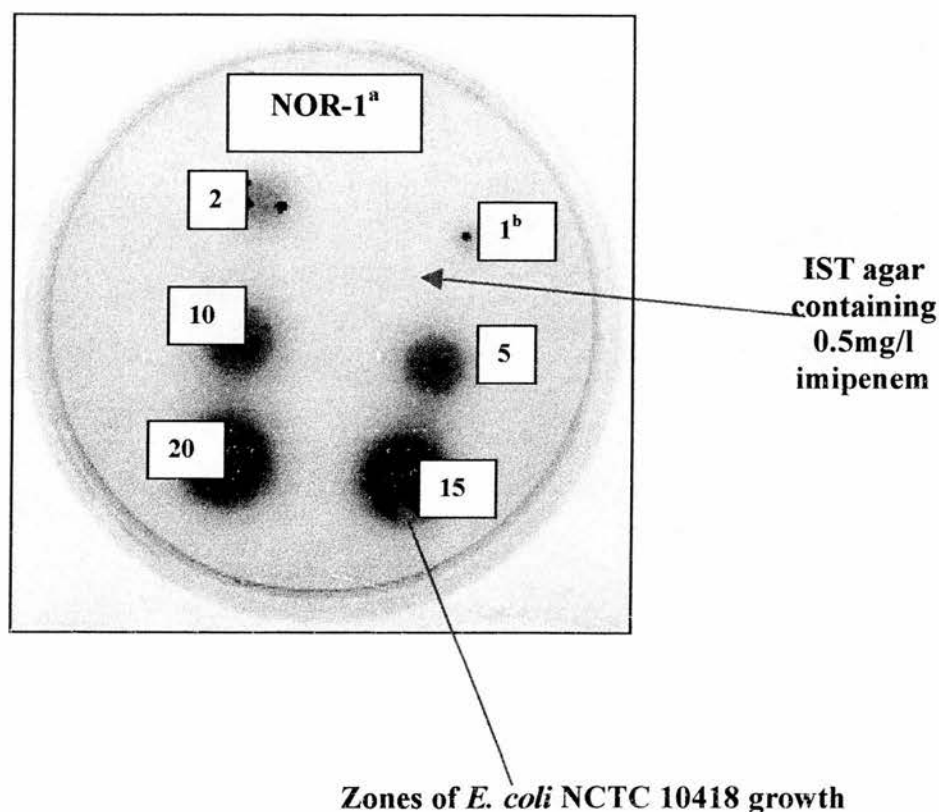 NOR-1ᵃ
2
1ᵇ
10
5
20
15
IST agar
containing
0.5mg/l
imipenem
Zones of E. coli NCTC 10418 growth